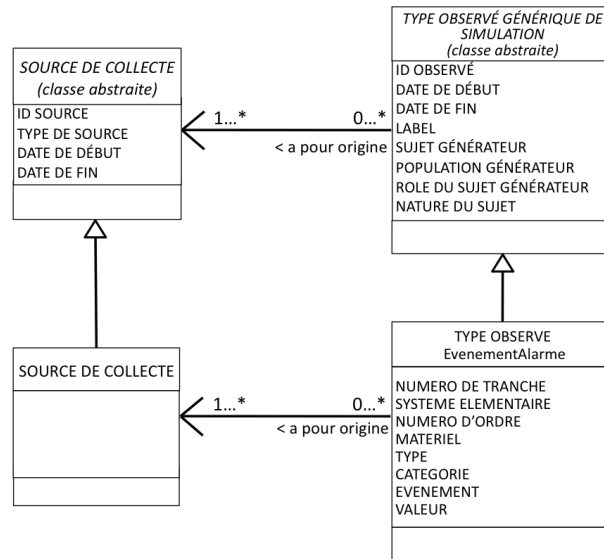 SOURCE DE COLLECTE
(classe abstraite)
ID SOURCE
TYPE DE SOURCE
DATE DE DÉBUT
DATE DE FIN
1...*
0...*
< a pour origine
TYPE OBSERVÉ GÉNÉRIQUE DE
SIMULATION
(classe abstraite)
ID OBSERVÉ
DATE DE DÉBUT
DATE DE FIN
LABEL
SUJET GÉNÉRATEUR
POPULATION GÉNÉRATEUR
ROLE DU SUJET GÉNÉRATEUR
NATURE DU SUJET
SOURCE DE COLLECTE
1...*
0...*
< a pour origine
TYPE OBSERVE
EvenementAlarme
NUMERO DE TRANCHE
SYSTEME ELEMENTAIRE
NUMERO D'ORDRE
MATERIEL
TYPE
CATEGORIE
EVENEMENT
VALEUR